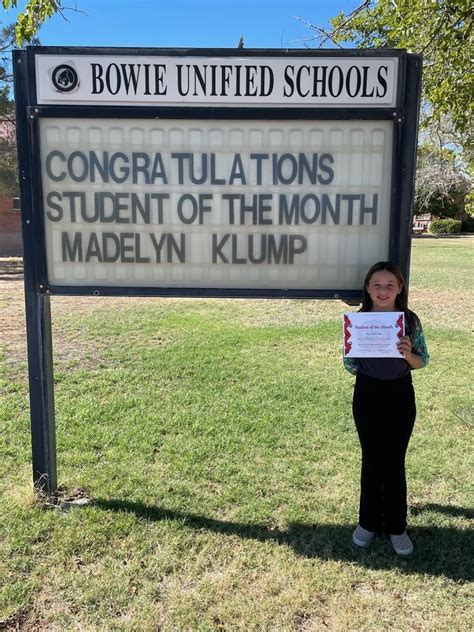 BOWIE UNIFIED SCHOOLS
CONGRATULATIONS
STUDENT OF THE MONTH
MADELYN KLUMP
Student of the Month